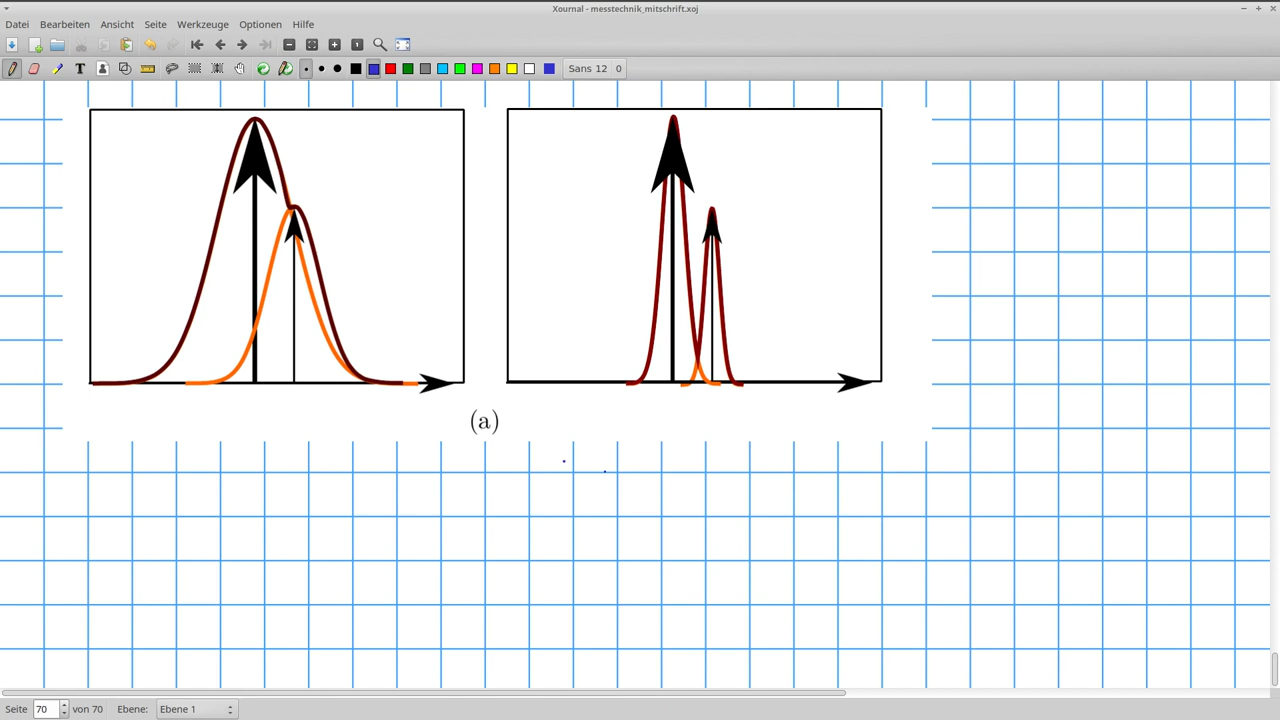 Xournal - messtechnik_mitschrift.xoj
Datei Bearbeiten Ansicht Seite Werkzeuge Optionen Hilfe
Sans 12 0
(a)
Seite 70 von 70 Ebene: Ebene 1